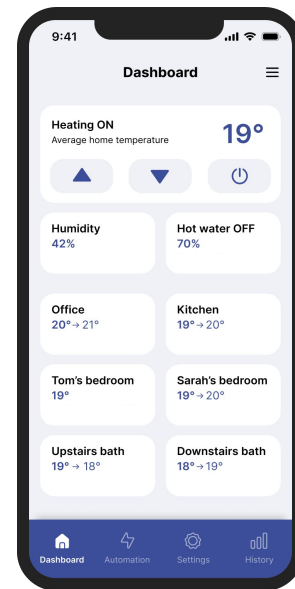 9:41
Dashboard
Heating ON
Average home temperature
19°
Humidity
42%
Hot water OFF
70%
Office
20° → 21°
Kitchen
19° → 20°
Tom's bedroom
19°
Sarah's bedroom
19° → 20°
Upstairs bath
19° → 18°
Downstairs bath
18° → 19°
Dashboard
Automation
Settings
History